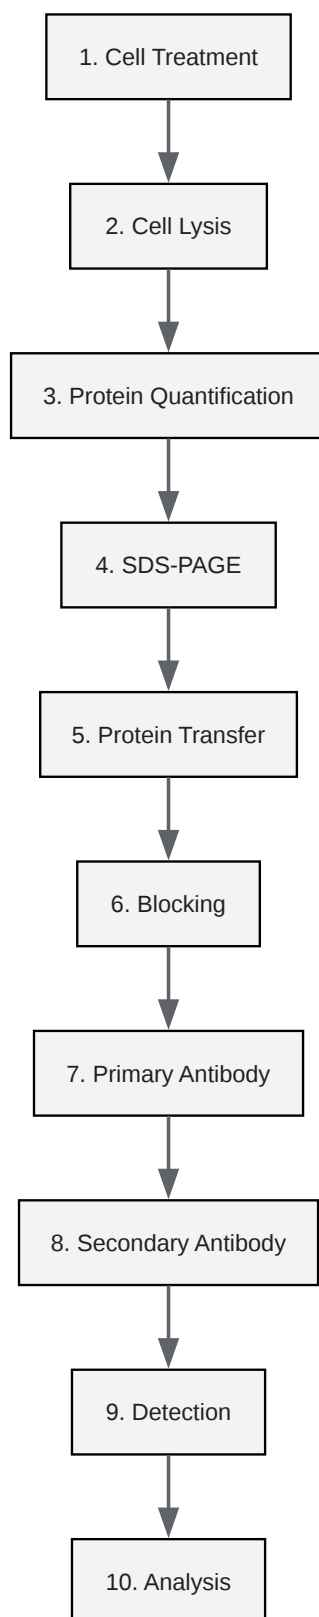 1. Cell Treatment
2. Cell Lysis
3. Protein Quantification
4. SDS-PAGE
5. Protein Transfer
6. Blocking
7. Primary Antibody
8. Secondary Antibody
9. Detection
10. Analysis